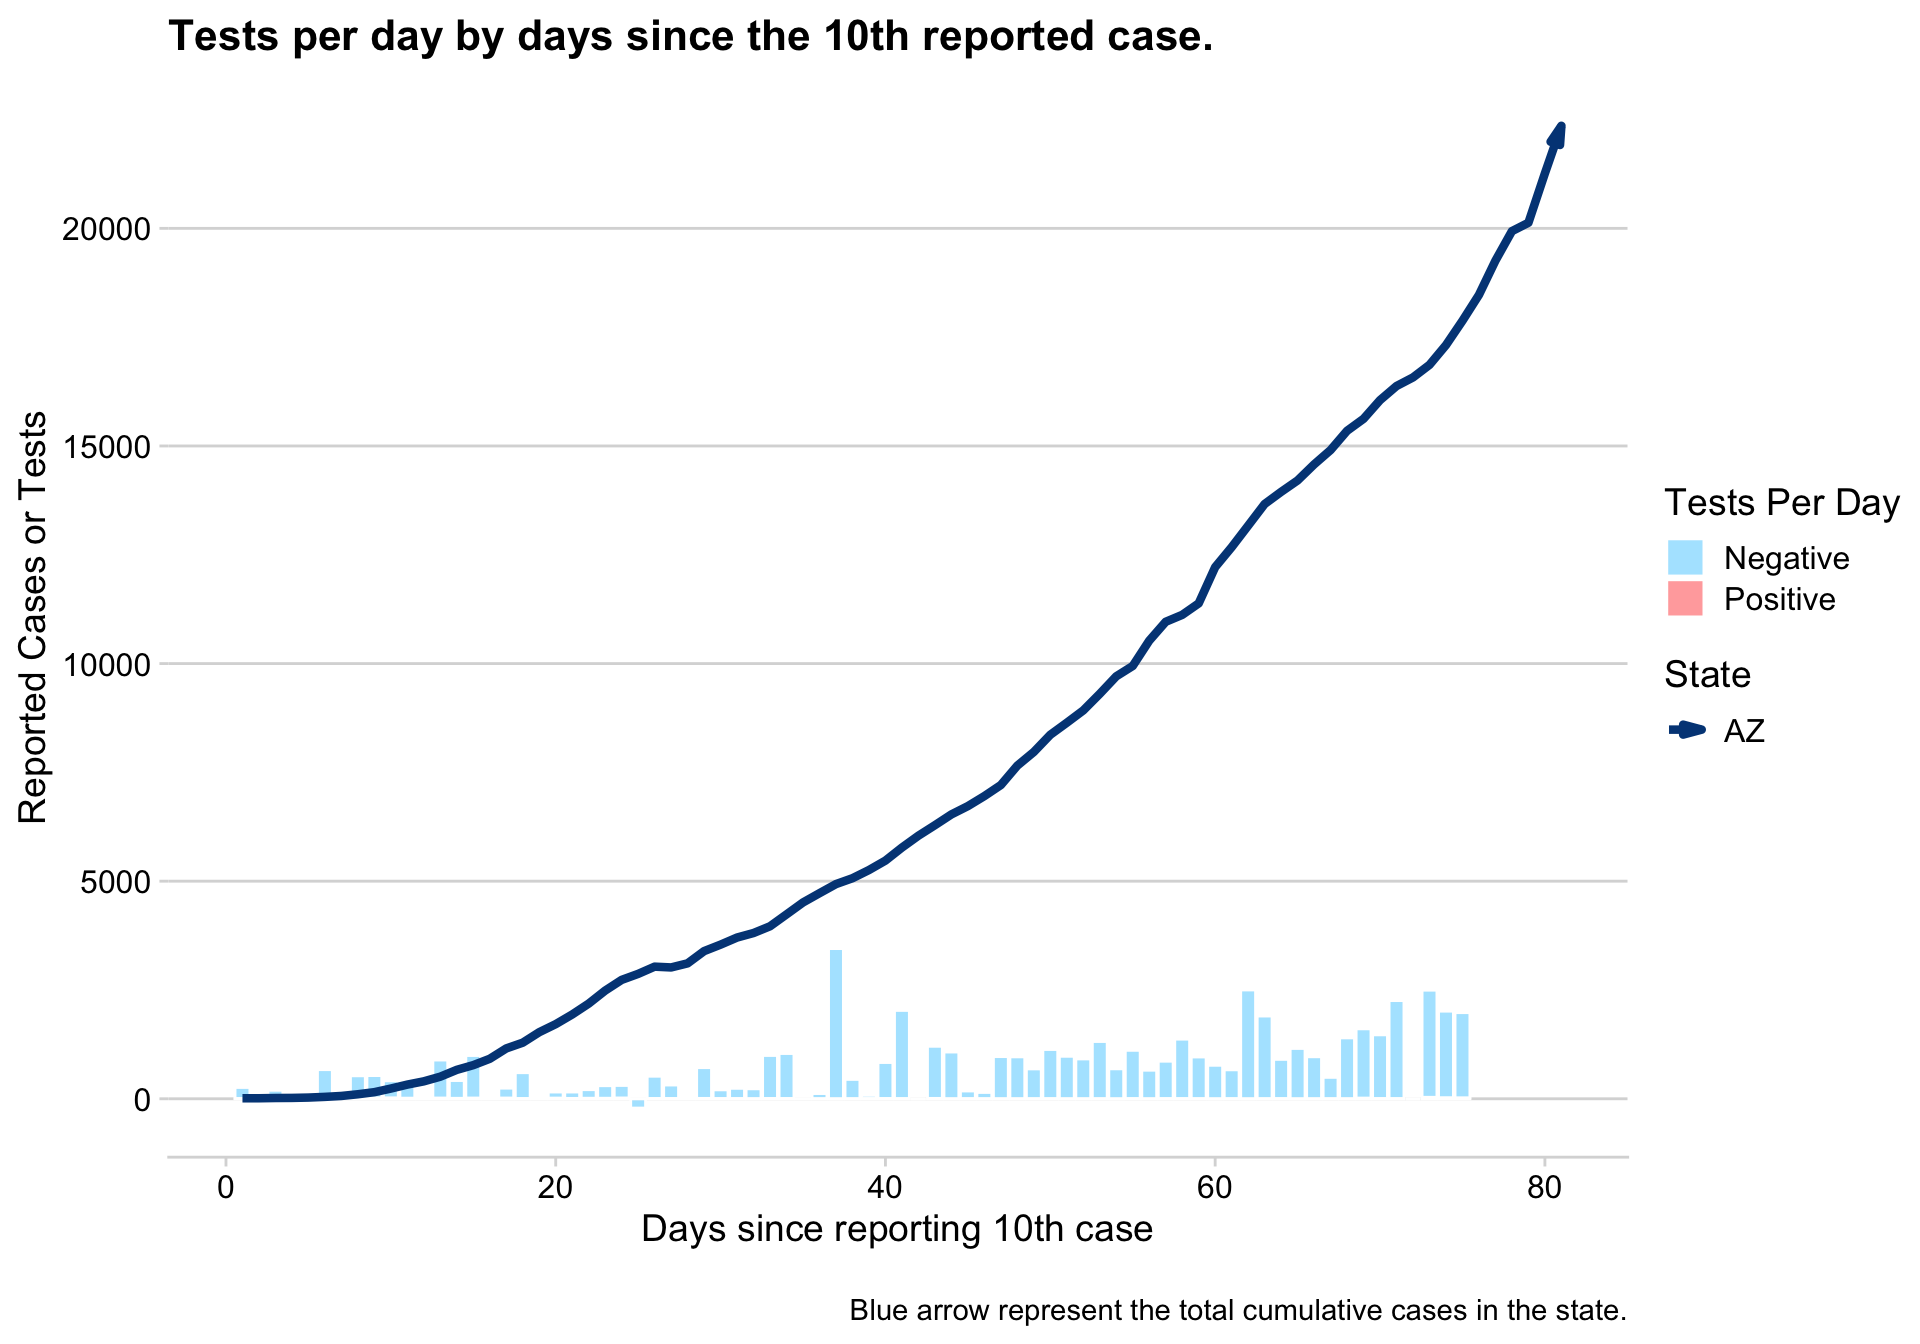 Tests per day by days since the 10th reported case.
Reported Cases or Tests
20000
15000
10000
5000
0
0 20 40 60 80
Days since reporting 10th case
Tests Per Day
Negative
Positive
State
AZ
Blue arrow represent the total cumulative cases in the state.